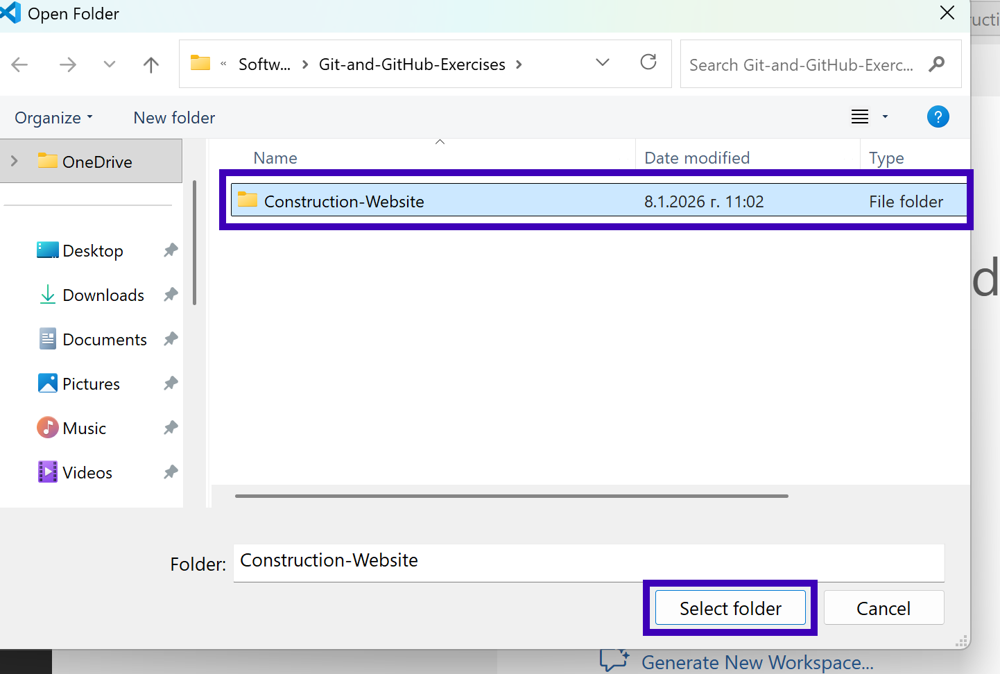 Open Folder
ucti
« Softw... > Git-and-GitHub-Exercises >
Search Git-and-GitHub-Exerc...
Organize
New folder
?
OneDrive
Name
Date modified
Type
Construction-Website
8.1.2026 г. 11:02
File folder
d
Desktop
Downloads
Documents
Pictures
Music
Videos
Folder:
Construction-Website
Select folder
Cancel
Generate New Workspace...